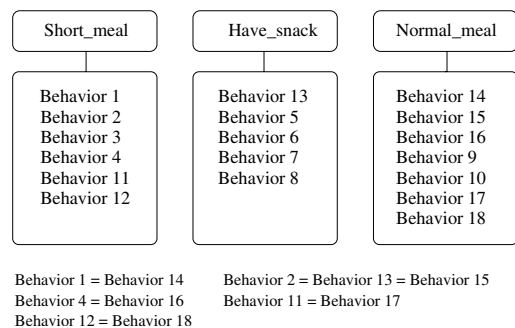 Short_meal
Behavior 1
Behavior 2
Behavior 3
Behavior 4
Behavior 11
Behavior 12
Have_snack
Behavior 13
Behavior 5
Behavior 6
Behavior 7
Behavior 8
Normal_meal
Behavior 14
Behavior 15
Behavior 16
Behavior 9
Behavior 10
Behavior 17
Behavior 18
Behavior 1 = Behavior 14
Behavior 4 = Behavior 16
Behavior 12 = Behavior 18
Behavior 2 = Behavior 13 = Behavior 15
Behavior 11 = Behavior 17